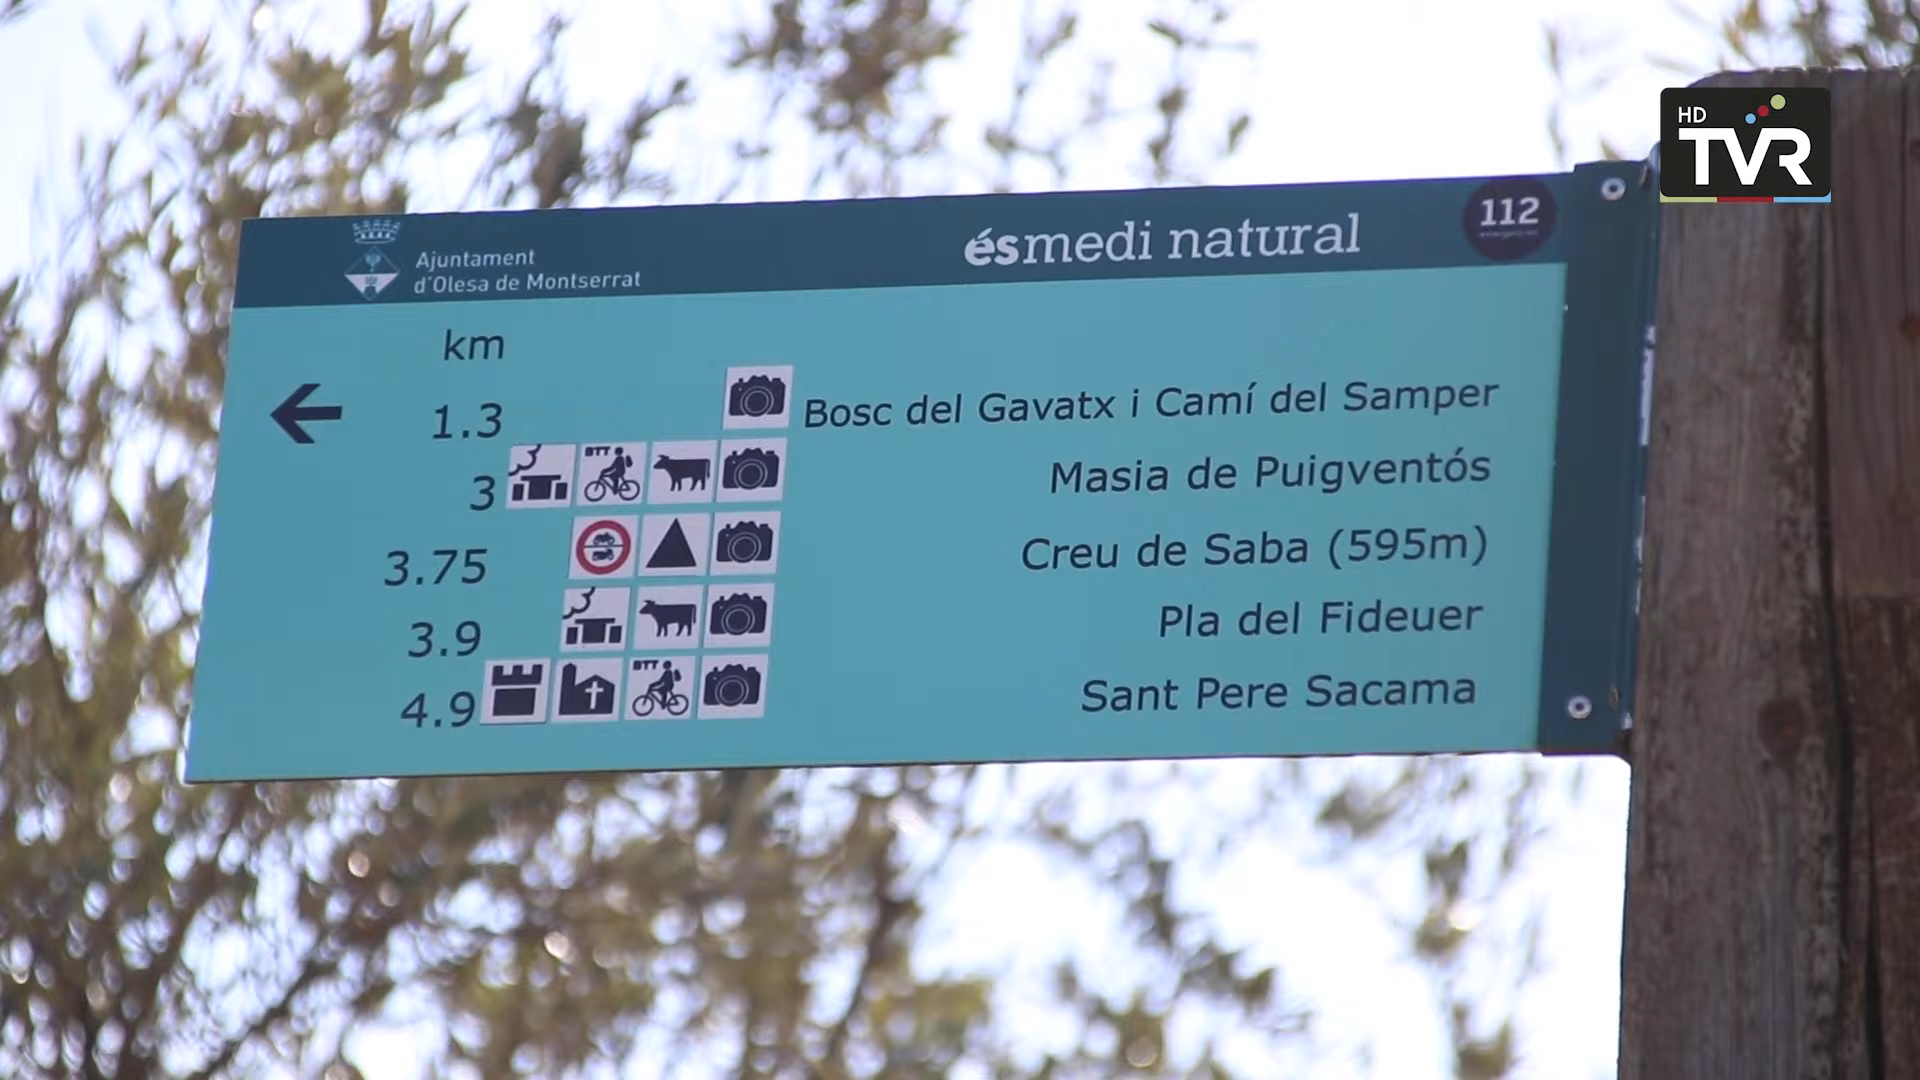 HD
TVR
Ajuntament
d'Olesa de Montserrat
ésmedi natural
112
km
1.3 Bosc del Gavatx i Camí del Samper
3 BTT Masia de Puigventós
3.75 Creu de Saba (595m)
3.9 Pla del Fideuer
4.9 BTT Sant Pere Sacama